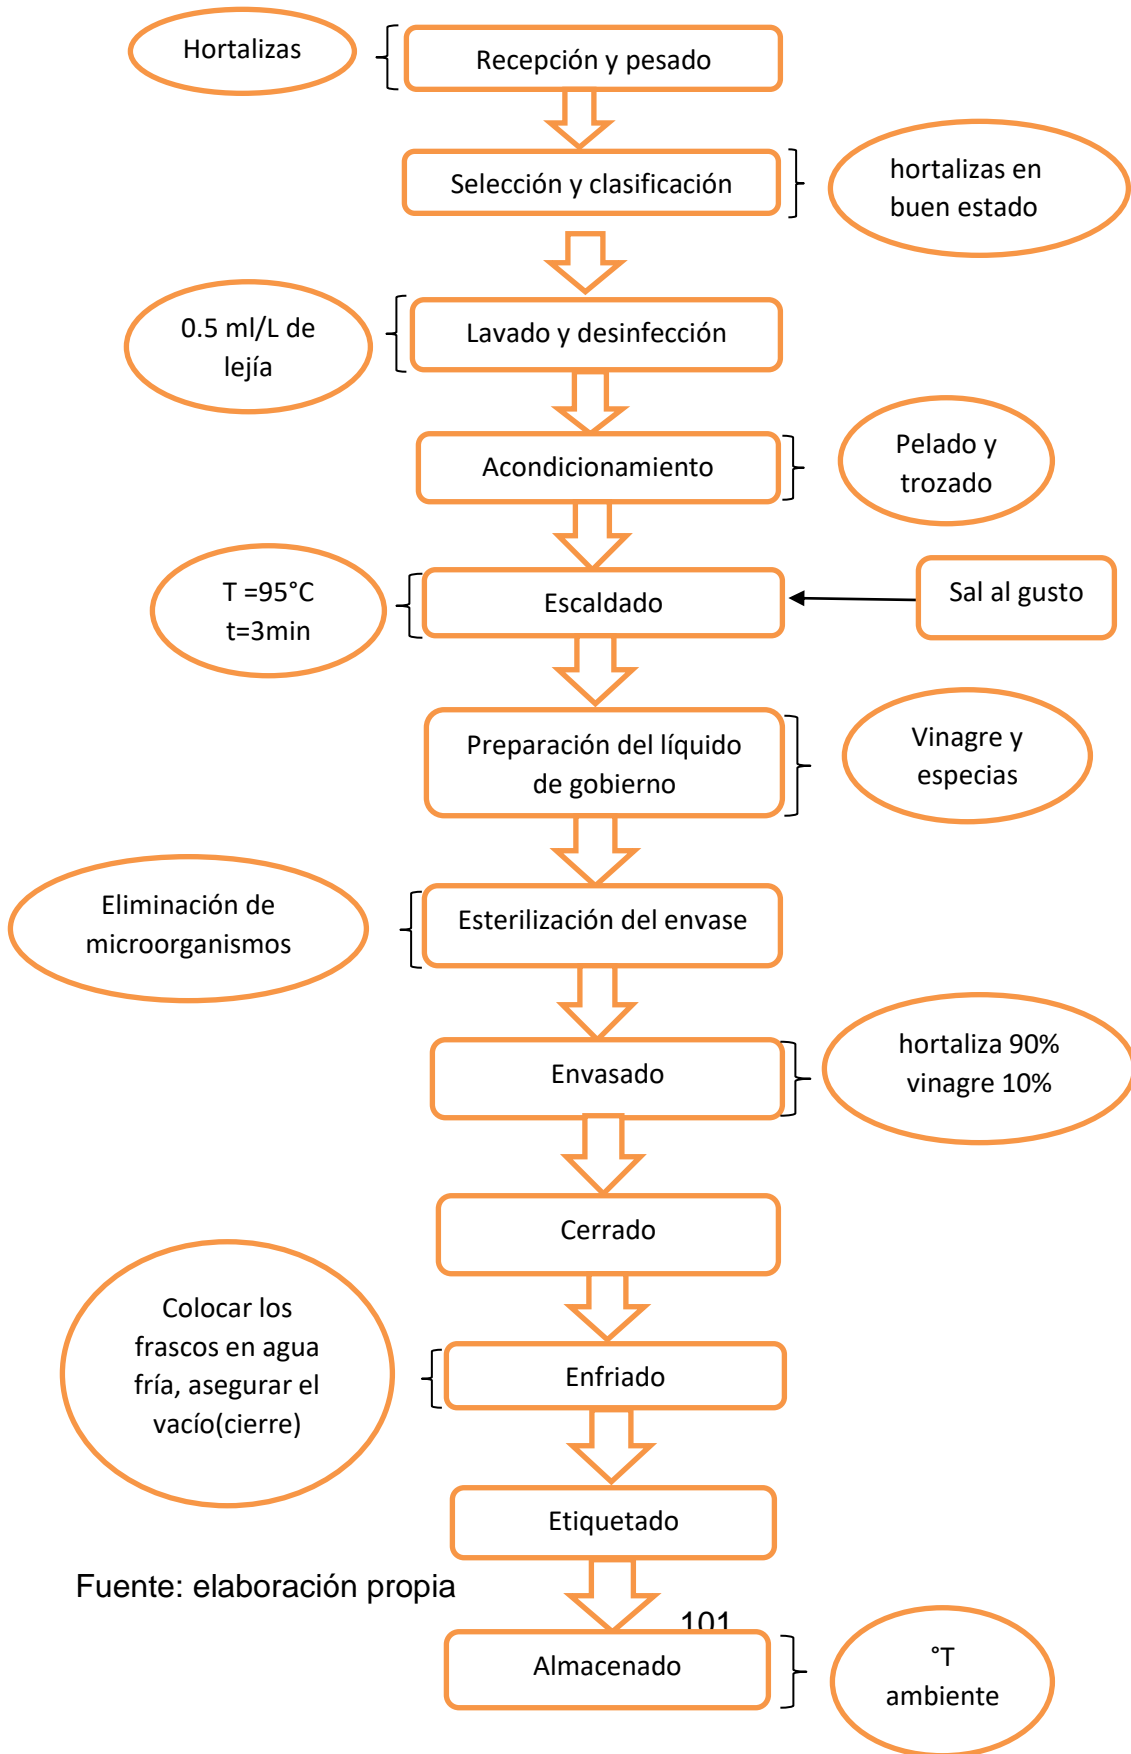 Hortalizas
Recepción y pesado
Selección y clasificación
hortalizas en
buen estado
0.5 ml/L de
lejía
Lavado y desinfección
Acondicionamiento
Pelado y
trozado
T =95°C
t=3min
Escaldado
Sal al gusto
Preparación del líquido
de gobierno
Vinagre y
especias
Eliminación de
microorganismos
Esterilización del envase
Envasado
hortaliza 90%
vinagre 10%
Cerrado
Colocar los
frascos en agua
fría, asegurar el
vacío(cierre)
Enfriado
Etiquetado
Fuente: elaboración propia
101
Almacenado
°T
ambiente